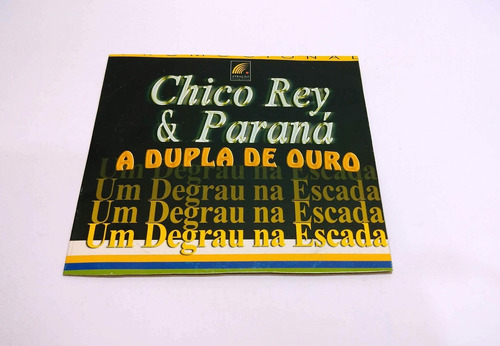 Chico Rey
& Paraná
A DUPLA DE OURO
Um Degrau na Escada
Um Degrau na Escada
Um Degrau na Escada
Um Degrau na Escada